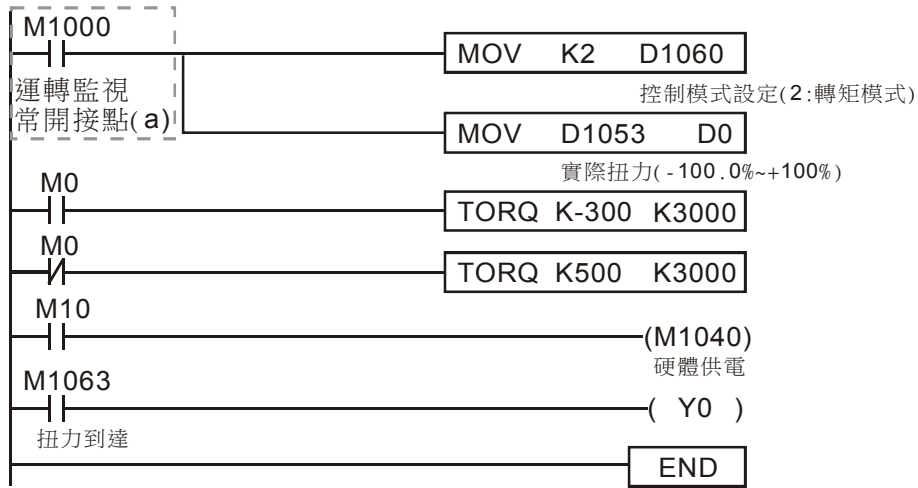 M1000
MOV K2 D1060
運轉監視
常開接點(a)
控制模式設定(2:轉矩模式)
MOV D1053 D0
實際扭力(-100.0%~+100%)
M0
TORQ K-300 K3000
M0
TORQ K500 K3000
M10
(M1040)
硬體供電
M1063
( Y0 )
扭力到達
END